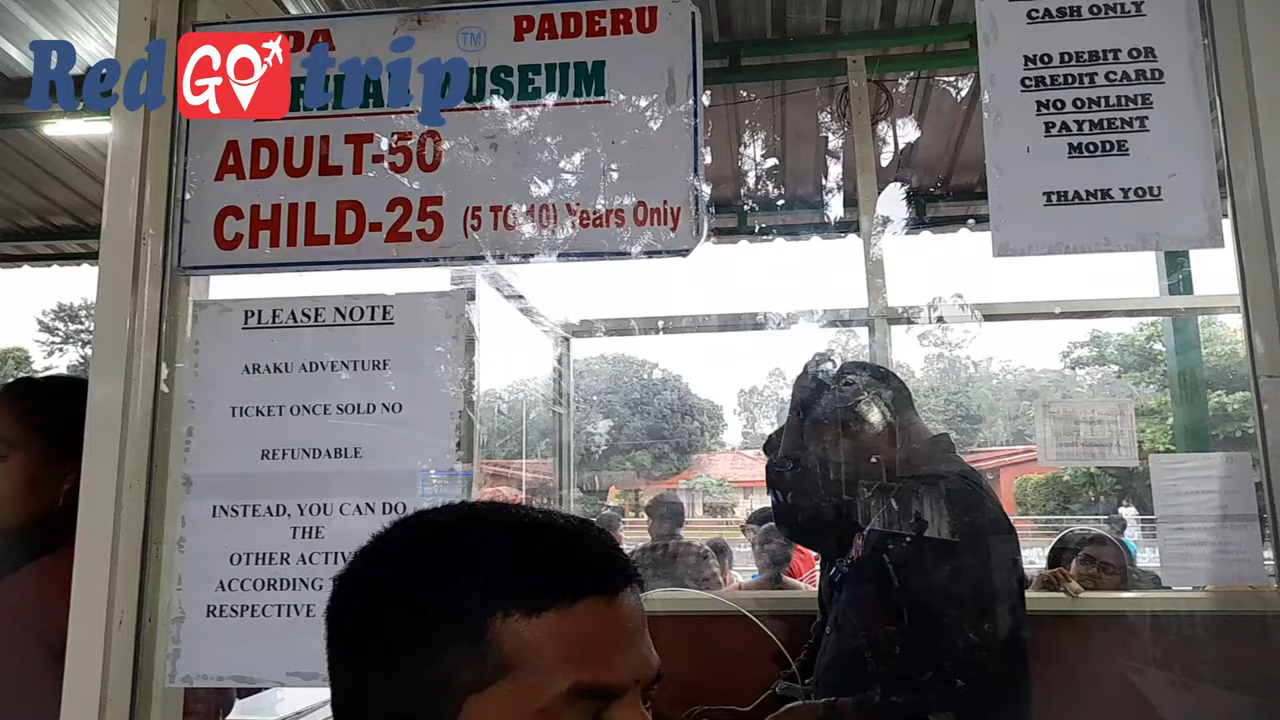 Red GO trip
TM
PADERU
MUSEUM
ADULT-50
CHILD-25 (5 TO 10) Years Only
CASH ONLY
NO DEBIT OR
CREDIT CARD
NO ONLINE
PAYMENT
MODE
THANK YOU
PLEASE NOTE
ARAKU ADVENTURE
TICKET ONCE SOLD NO
REFUNDABLE
INSTEAD, YOU CAN DO
THE
OTHER
ACCORDING
RESPECTIVE